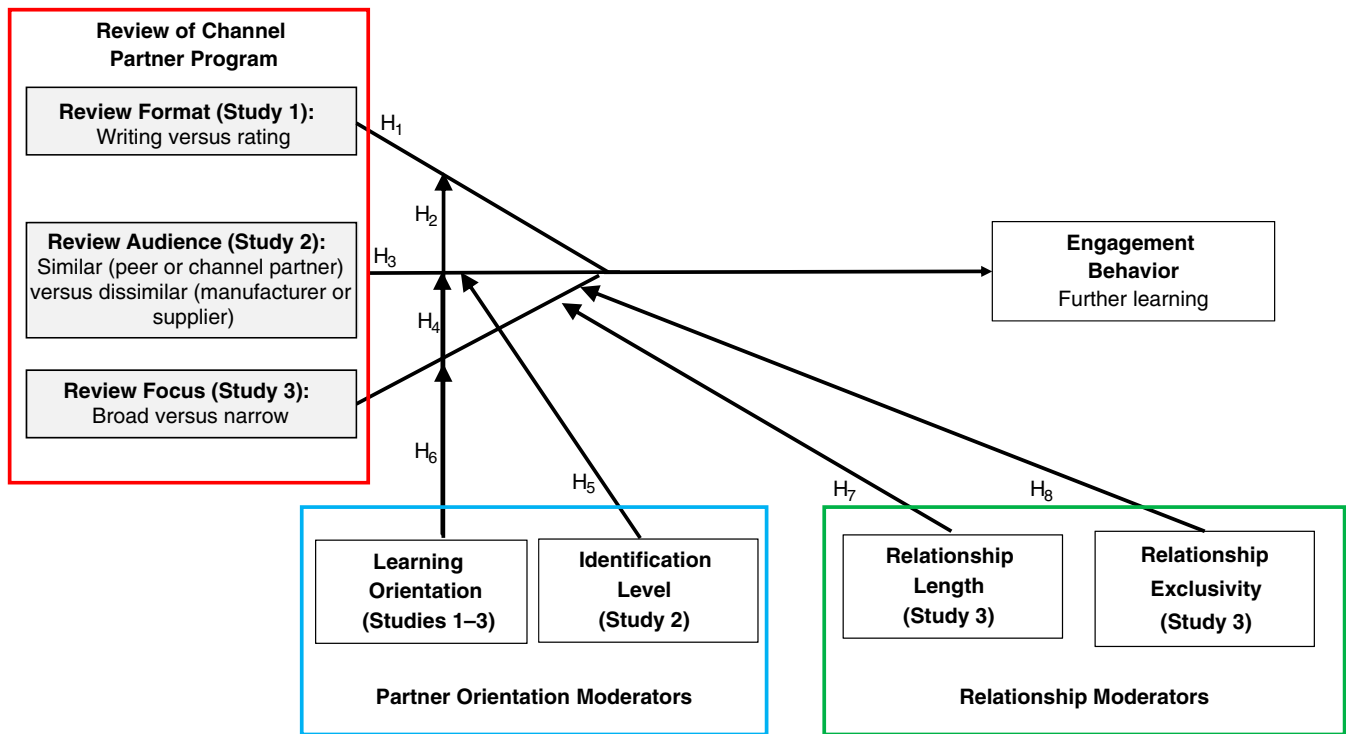 Review of Channel
Partner Program
Review Format (Study 1):
Writing versus rating
H1
H2
Review Audience (Study 2):
Similar (peer or channel partner)
versus dissimilar (manufacturer or
supplier)
H3
Engagement
Behavior
Further learning
H4
Review Focus (Study 3):
Broad versus narrow
H6
H5
H7
H8
Learning
Orientation
(Studies 1–3)
Identification
Level
(Study 2)
Relationship
Length
(Study 3)
Relationship
Exclusivity
(Study 3)
Partner Orientation Moderators
Relationship Moderators